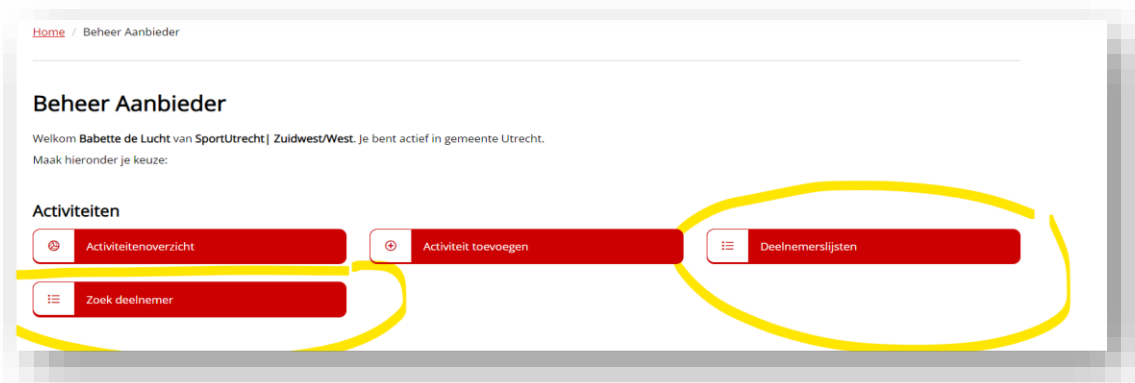 Home / Beheer Aanbieder
Beheer Aanbieder
Welkom Babette de Lucht van SportUtrecht| Zuidwest/West. Je bent actief in gemeente Utrecht.
Maak hieronder je keuze:
Activiteiten
Activiteitenoverzicht
Activiteit toevoegen
Deelnemerslijsten
Zoek deelnemer